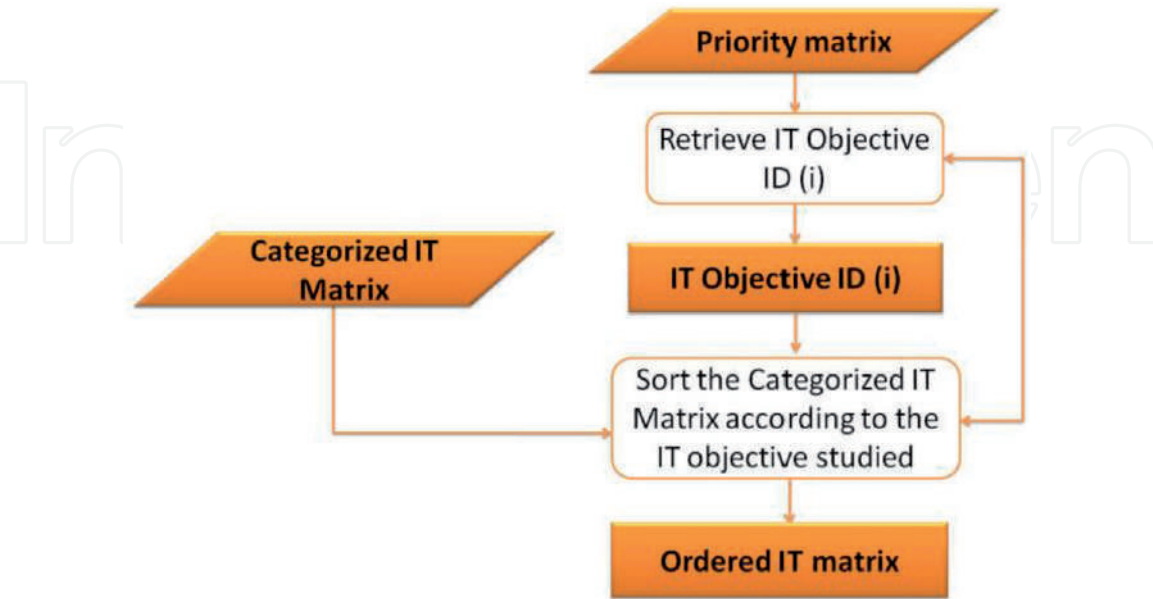 Priority matrix
Retrieve IT Objective
ID (i)
Categorized IT
Matrix
IT Objective ID (i)
Sort the Categorized IT
Matrix according to the
IT objective studied
Ordered IT matrix